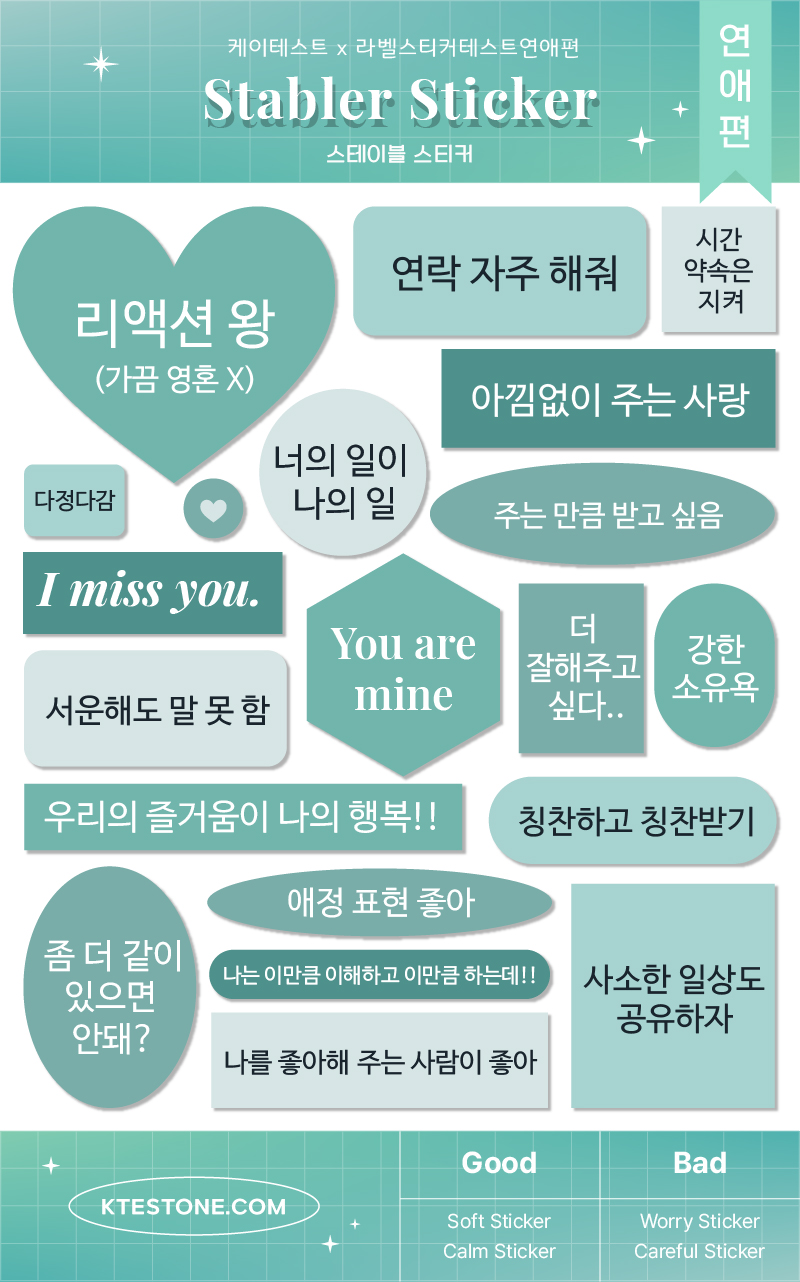 케이테스트 x 라벨스티커테스트연애편
Stabler Sticker
스테이블 스티커
연
애
편
리액션 왕
(가끔 영혼 X)
연락 자주 해줘
시간
약속은
지켜
아낌없이 주는 사랑
너의 일이
나의 일
다정다감
주는 만큼 받고 싶음
I miss you.
You are
mine
더
잘해주고
싶다..
강한
소유욕
서운해도 말 못 함
우리의 즐거움이 나의 행복!!
칭찬하고 칭찬받기
좀 더 같이
있으면
안돼?
애정 표현 좋아
나는 이만큼 이해하고 이만큼 하는데!!
나를 좋아해 주는 사람이 좋아
사소한 일상도
공유하자
KTESTONE.COM
Good
Soft Sticker
Calm Sticker
Bad
Worry Sticker
Careful Sticker